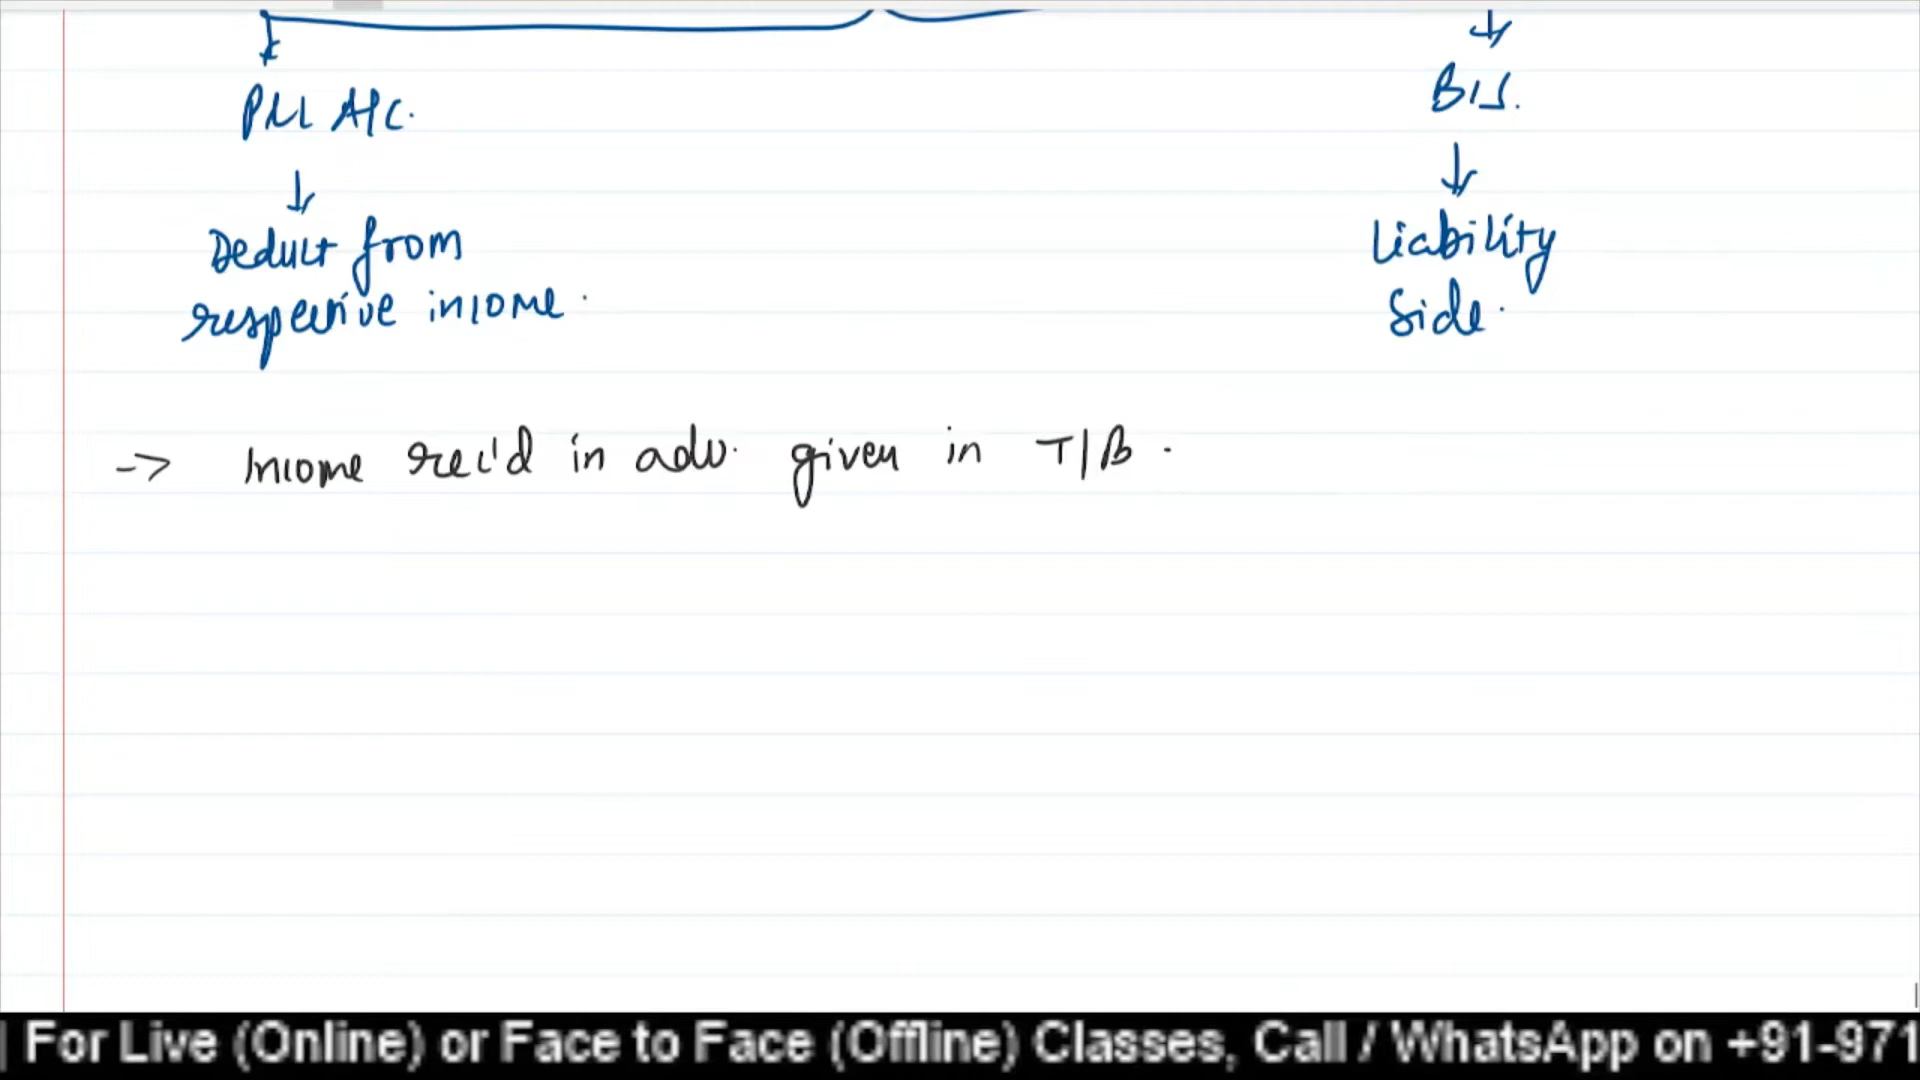 P&L A/C.
B/S.
Deduct from
respective income.
Liability
Side.
-> Income rec'd in adv. given in T/B.
| For Live (Online) or Face to Face (Offline) Classes, Call / WhatsApp on +91-971